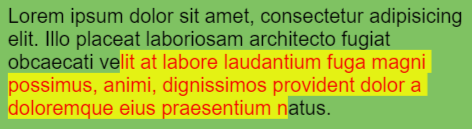 Lorem ipsum dolor sit amet, consectetur adipisicing
elit. Illo placeat laboriosam architecto fugiat
obcaecati velit at labore laudantium fuga magni
possimus, animi, dignissimos provident dolor a
doloremque eius praesentium natus.